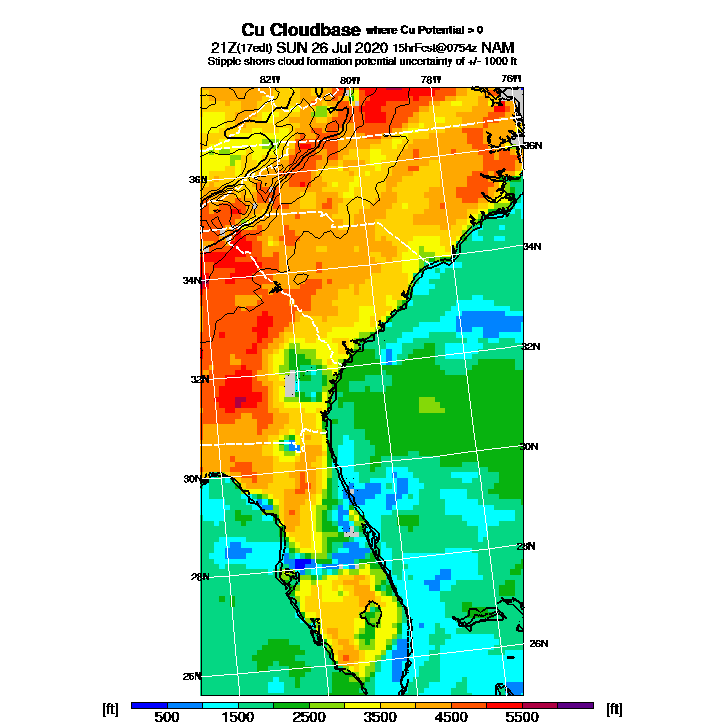 Cu Cloudbase where Cu Potential > 0
21Z(17edt) SUN 26 Jul 2020 15hrFcst@0754z NAM
Stipple shows cloud formation potential uncertainty of +/- 1000 ft
82W 80W 78W 76W
36N
36N
34N
34N
32N
32N
30N
30N
28N
28N
26N
26N
[ft] 500 1500 2500 3500 4500 5500 [ft]